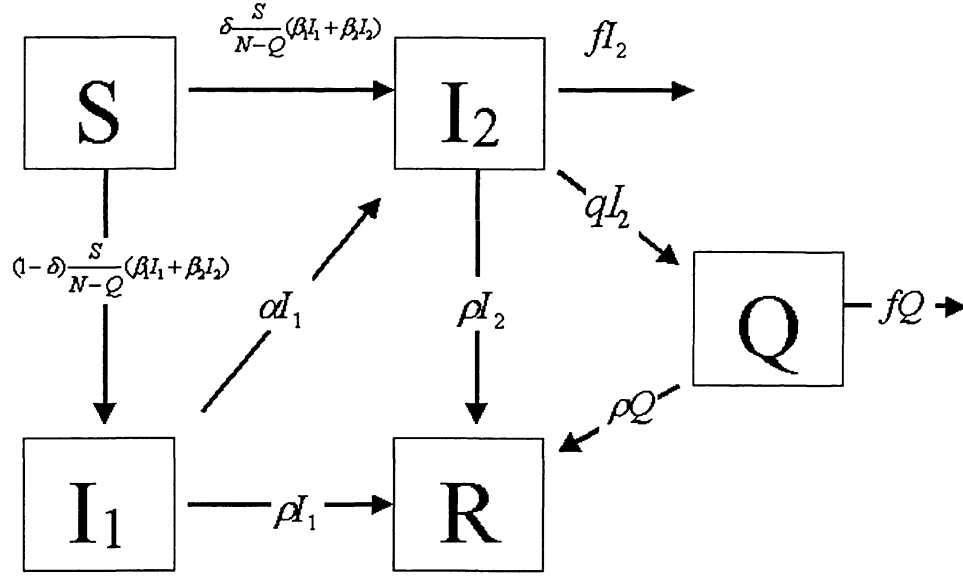 δ S/(N−Q) (β₁I₁+β₂I₂)
fI₂
S
I₂
qI₂
(1−δ) S/(N−Q) (β₁I₁+β₂I₂)
αI₁
ρI₂
Q
fQ
ρQ
I₁
ρI₁
R